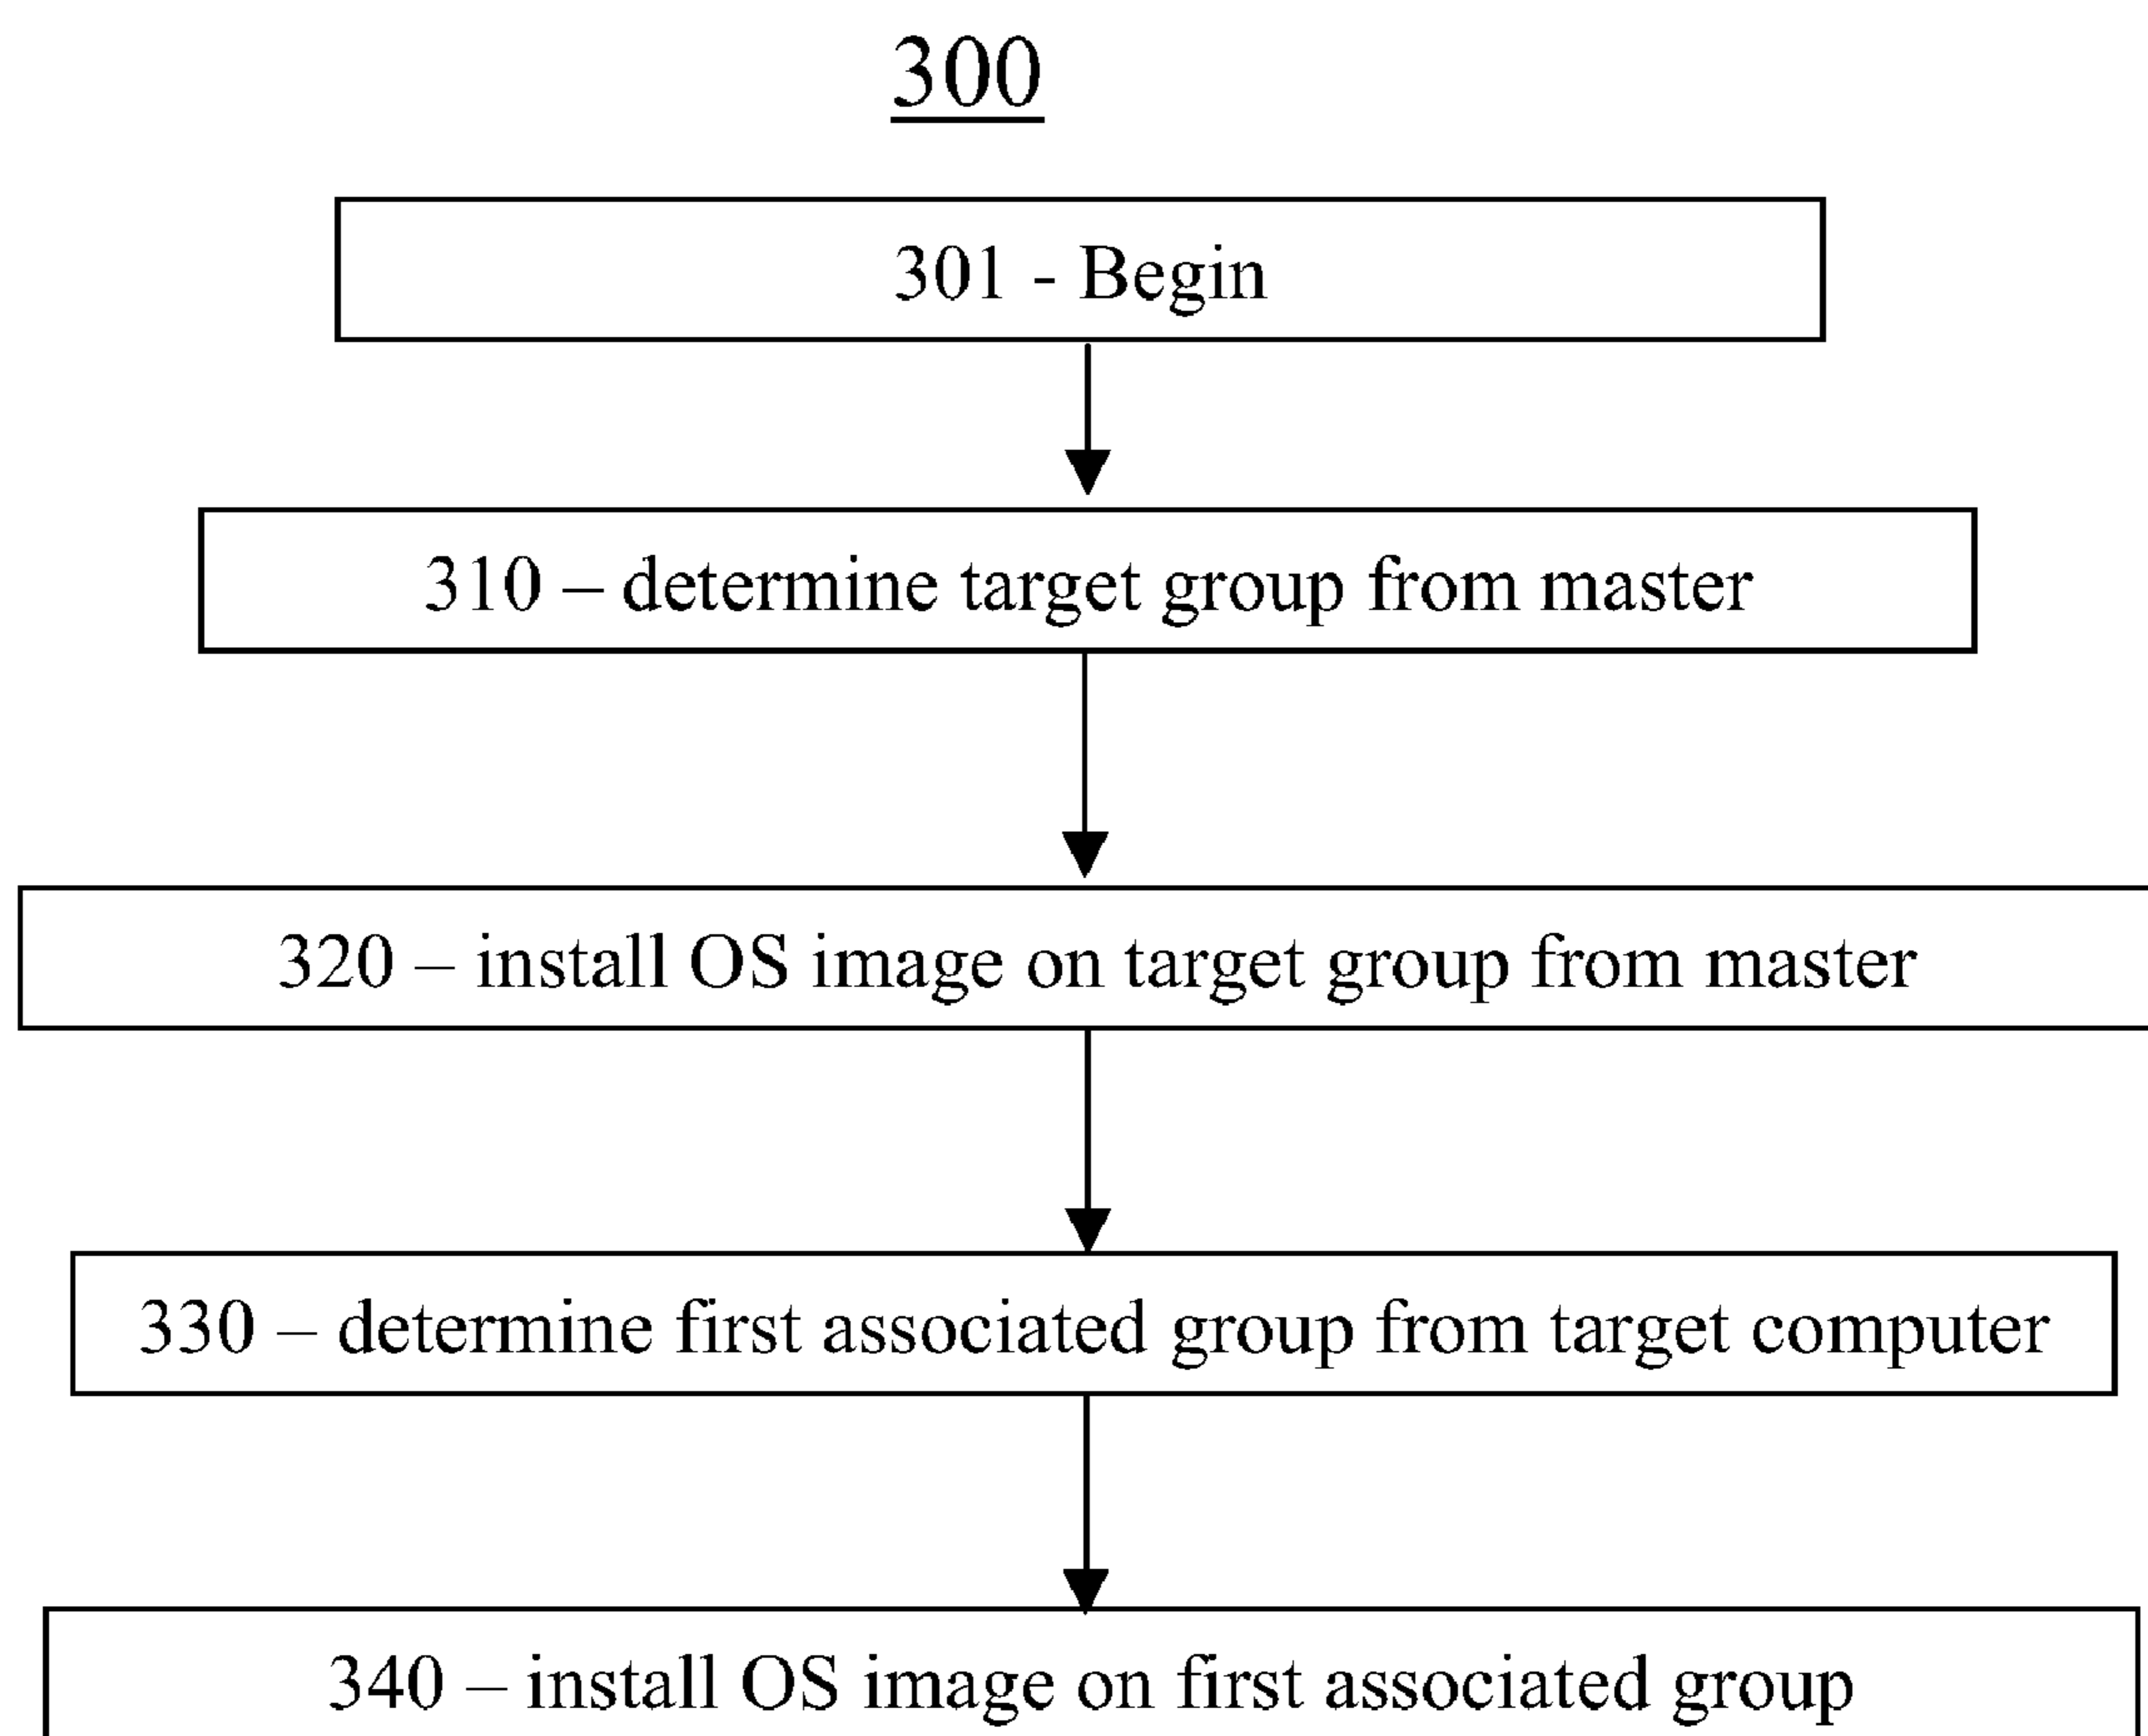 300
301 - Begin
310 – determine target group from master
320 – install OS image on target group from master
330 – determine first associated group from target computer
340 – install OS image on first associated group